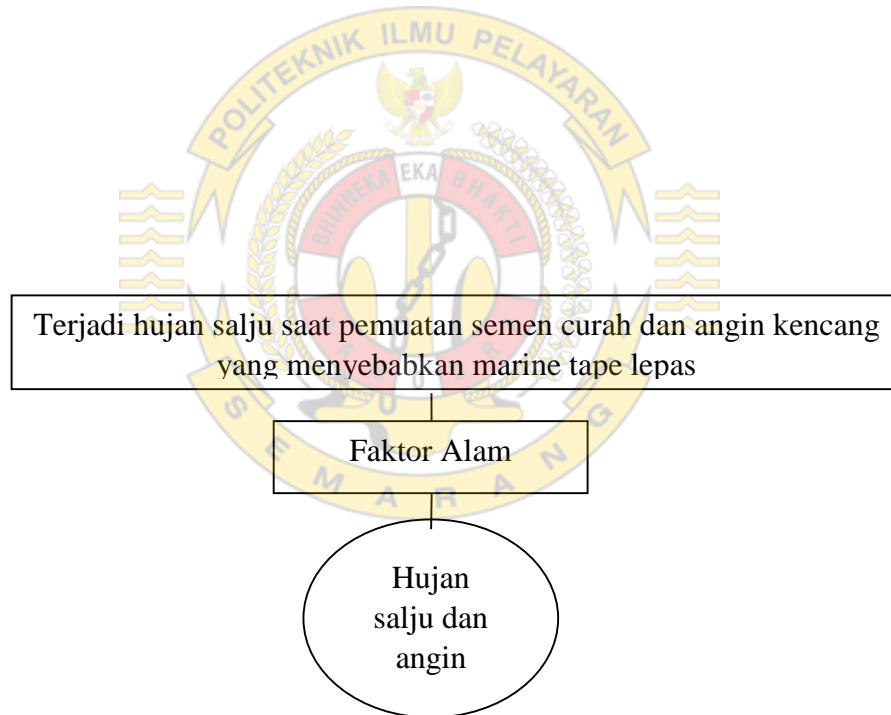 POLITEKNIK ILMU PELAYARAN
BHINNEKA EKA BHAKTI
Terjadi hujan salju saat pemuatan semen curah dan angin kencang
yang menyebabkan marine tape lepas
Faktor Alam
SEMARANG
Hujan
salju dan
angin